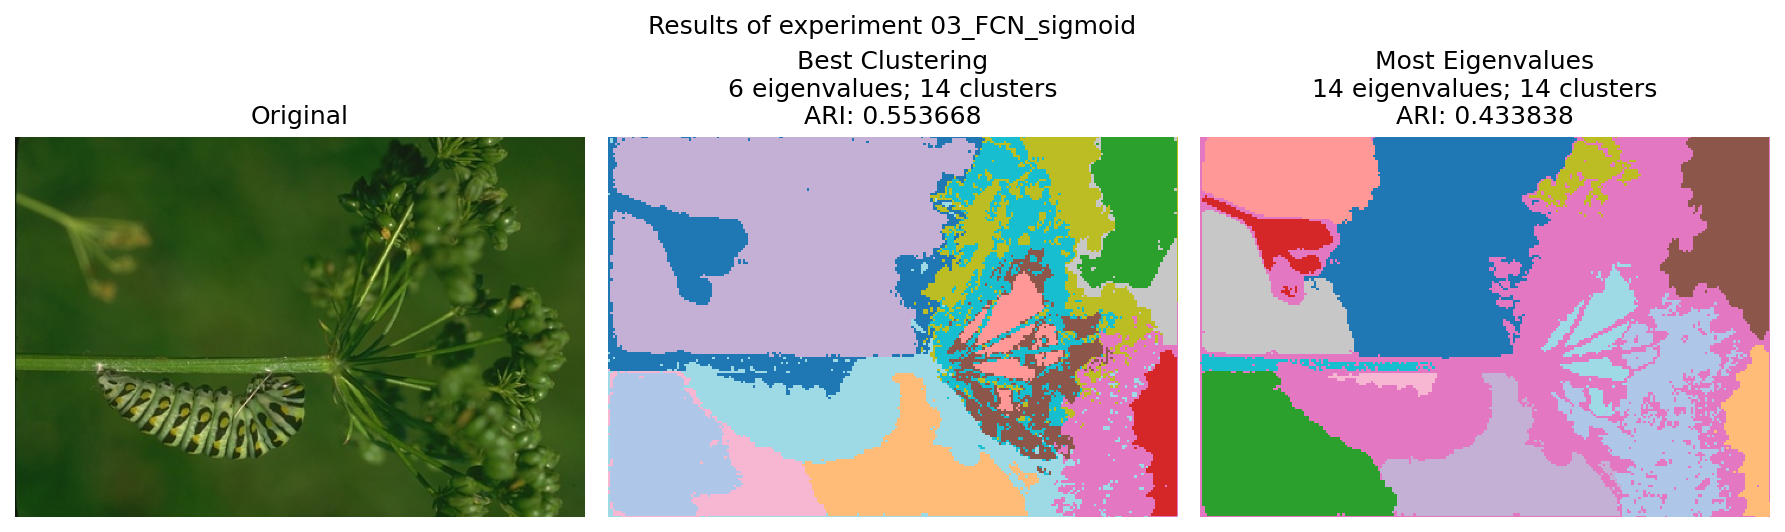 Results of experiment 03_FCN_sigmoid
Original
Best Clustering
6 eigenvalues; 14 clusters
ARI: 0.553668
Most Eigenvalues
14 eigenvalues; 14 clusters
ARI: 0.433838